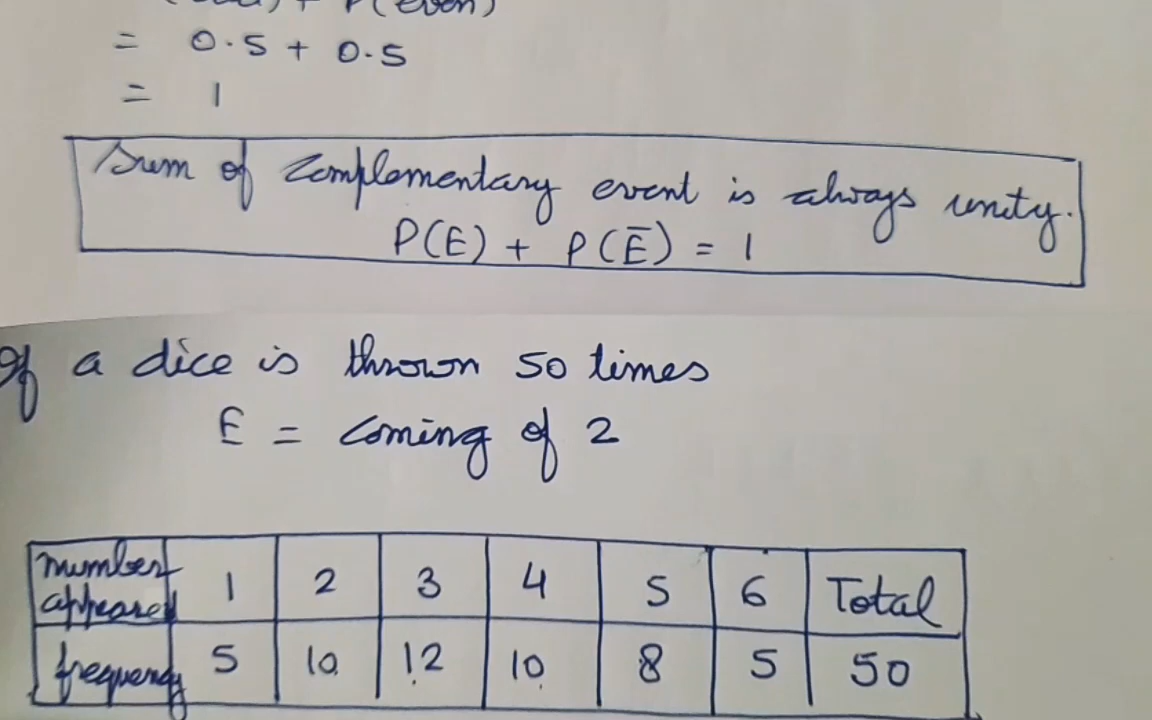 + P(even)
= 0.5 + 0.5
= 1
Sum of Complementary event is always unity.
P(E) + P(Ē) = 1
If a dice is thrown 50 times
E = Coming of 2
number appeared 1 2 3 4 5 6 Total
frequency 5 10 12 10 8 5 50